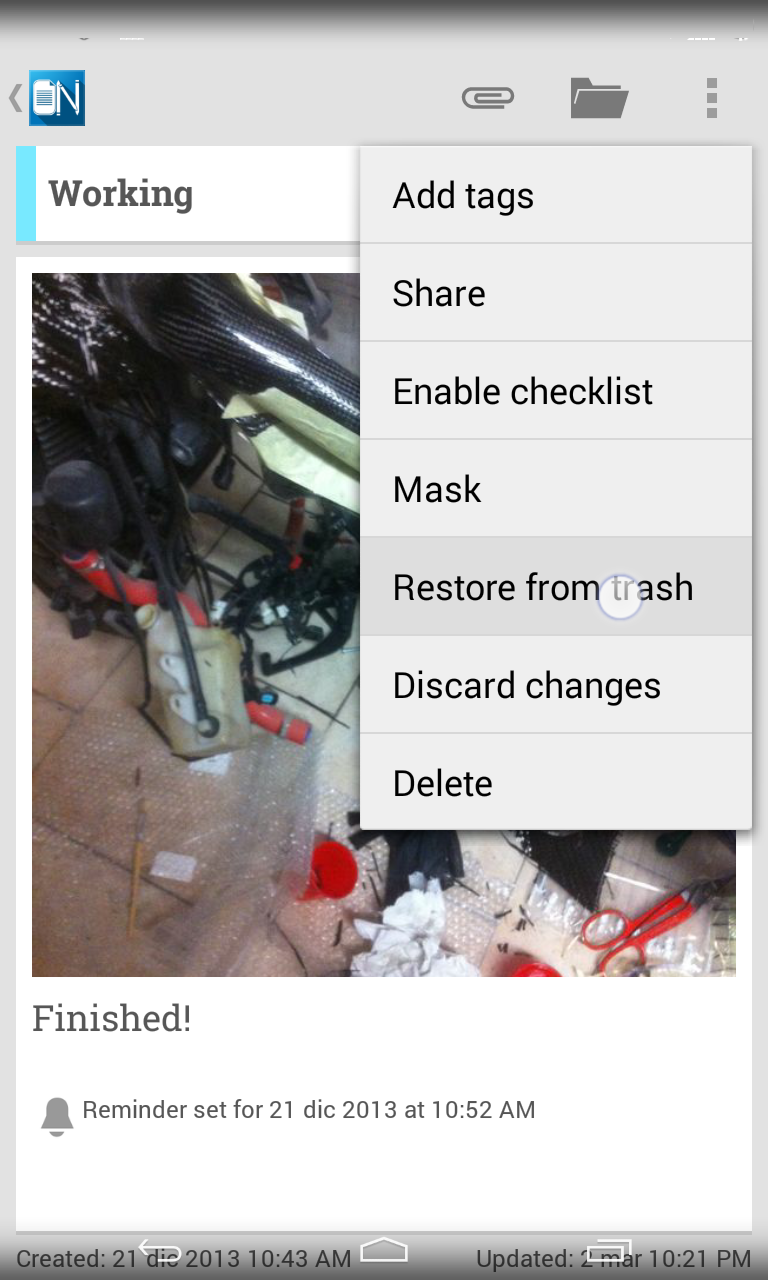 N
Working
Add tags
Share
Enable checklist
Mask
Restore from trash
Discard changes
Delete
Finished!
Reminder set for 21 dic 2013 at 10:52 AM
Created: 21 dic 2013 10:43 AM Updated: 2 mar 10:21 PM